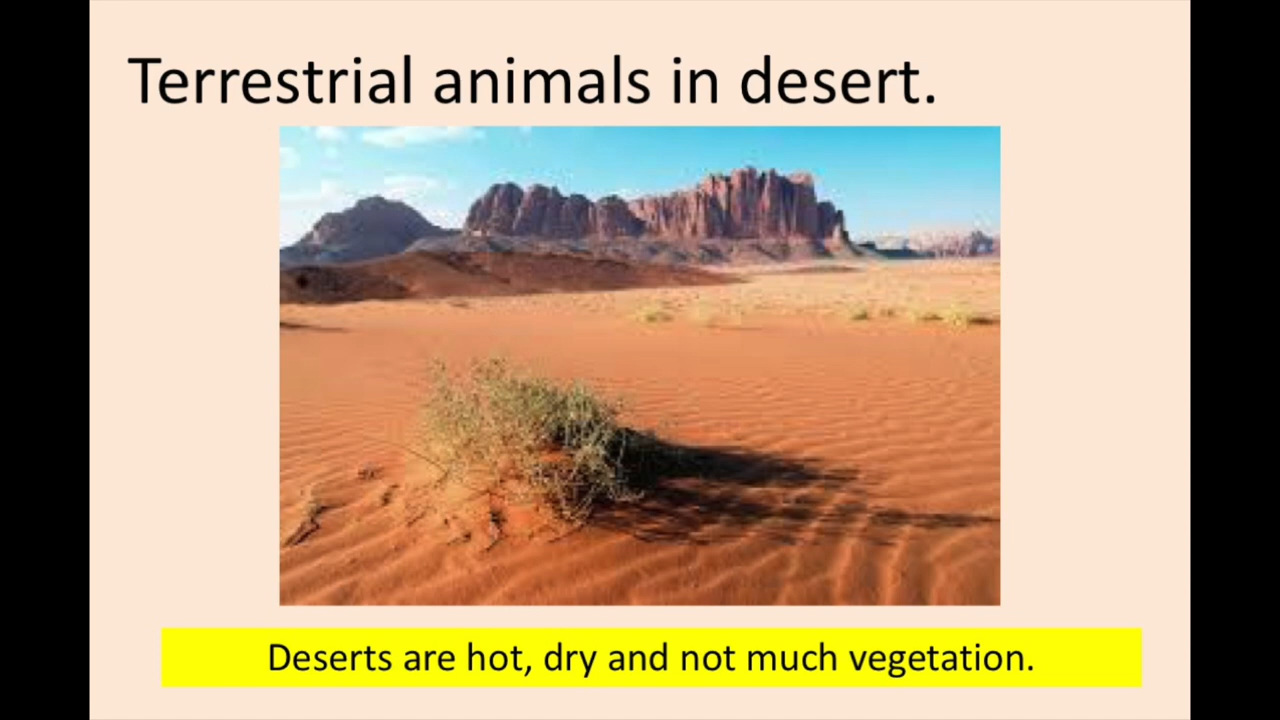 Terrestrial animals in desert.
Deserts are hot, dry and not much vegetation.